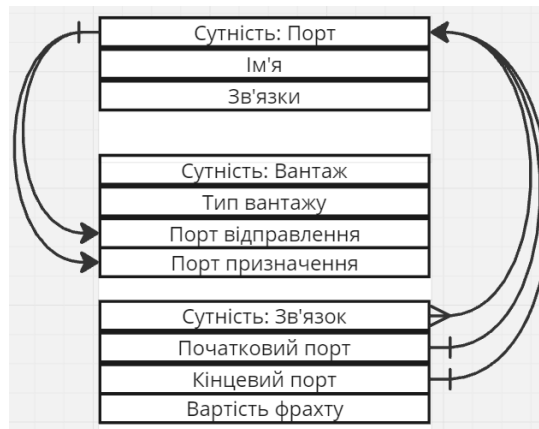 Сутність: Порт
Ім'я
Зв'язки
Сутність: Вантаж
Тип вантажу
Порт відправлення
Порт призначення
Сутність: Зв'язок
Початковий порт
Кінцевий порт
Вартість фрахту